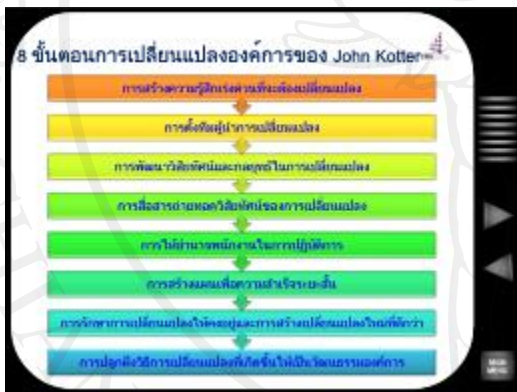 8 ขั้นตอนการเปลี่ยนแปลงองค์การของ John Kotter
การสร้างความรู้สึกเร่งด่วนที่จะต้องเปลี่ยนแปลง
การตั้งทีมผู้นำการเปลี่ยนแปลง
การพัฒนาวิสัยทัศน์และกลยุทธ์ในการเปลี่ยนแปลง
การสื่อสารถ่ายทอดวิสัยทัศน์ของการเปลี่ยนแปลง
การให้อำนาจพนักงานในการปฏิบัติการ
การสร้างแผนเพื่อความสำเร็จระยะสั้น
การรักษาการเปลี่ยนแปลงให้คงอยู่และการสร้างเปลี่ยนแปลงใหม่ที่ดีกว่า
การปลูกฝังวิธีการเปลี่ยนแปลงที่เกิดขึ้นให้เป็นวัฒนธรรมองค์การ
MAIN
MENU